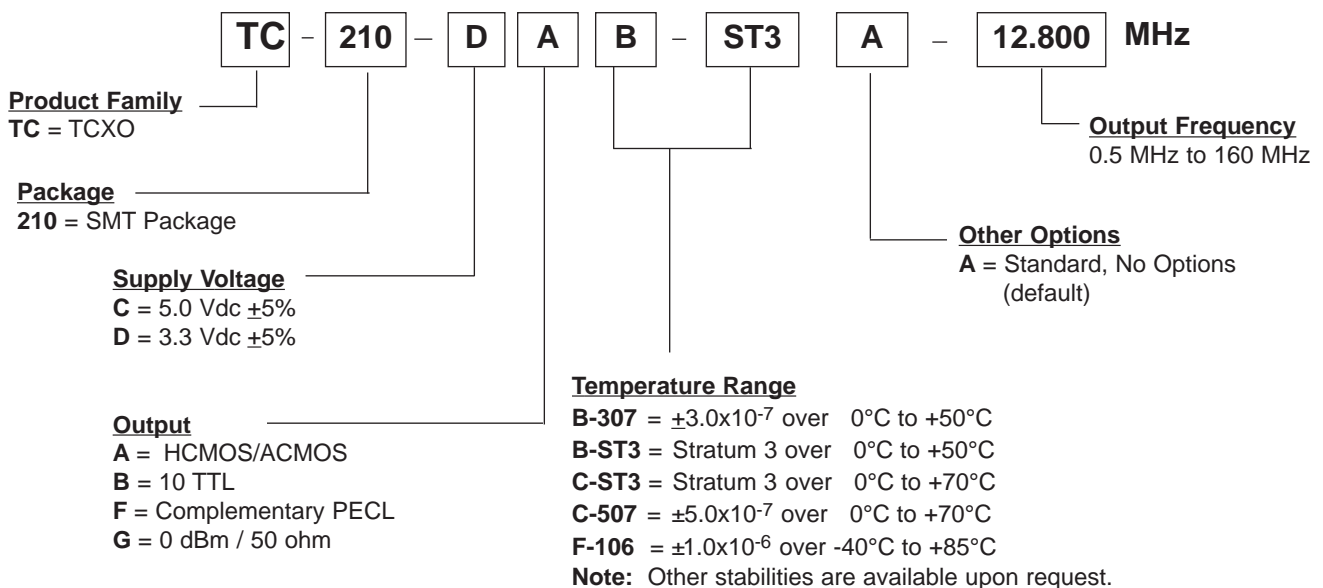 TC - 210 - D A B - ST3 A - 12.800 MHz
Product Family
TC = TCXO
Output Frequency
0.5 MHz to 160 MHz
Package
210 = SMT Package
Other Options
A = Standard, No Options
(default)
Supply Voltage
C = 5.0 Vdc ±5%
D = 3.3 Vdc ±5%
Temperature Range
B-307 = ±3.0x10-7 over 0°C to +50°C
B-ST3 = Stratum 3 over 0°C to +50°C
C-ST3 = Stratum 3 over 0°C to +70°C
C-507 = ±5.0x10-7 over 0°C to +70°C
F-106 = ±1.0x10-6 over -40°C to +85°C
Note: Other stabilities are available upon request.
Output
A = HCMOS/ACMOS
B = 10 TTL
F = Complementary PECL
G = 0 dBm / 50 ohm